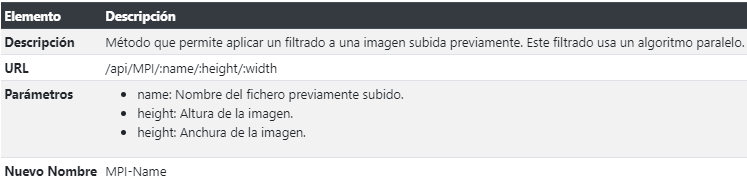 Elemento Descripción
Descripción Método que permite aplicar un filtrado a una imagen subida previamente. Este filtrado usa un algoritmo paralelo.
URL /api/MPI/:name/:height/:width
Parámetros • name: Nombre del fichero previamente subido.
• height: Altura de la imagen.
• height: Anchura de la imagen.
Nuevo Nombre MPI-Name